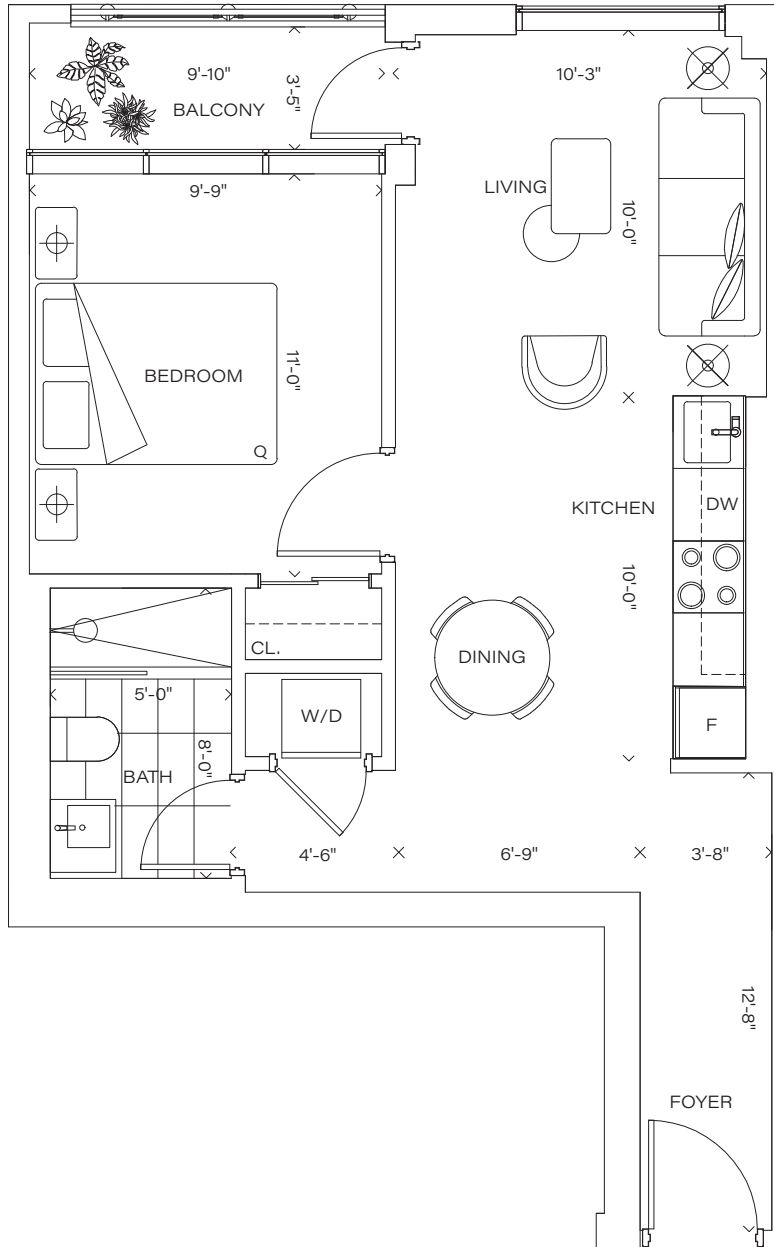 9'-10"
3'-5"
10'-3"
BALCONY
LIVING
9'-9"
10'-0"
11'-0"
BEDROOM
Q
KITCHEN
DW
10'-0"
CL.
DINING
5'-0"
W/D
F
8'-0"
BATH
4'-6"
6'-9"
3'-8"
12'-8"
FOYER